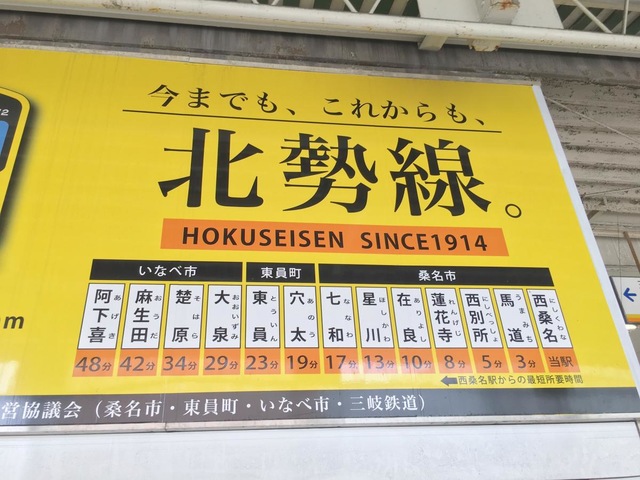 今までも、これからも、
北勢線。
HOKUSEISEN SINCE1914
いなべ市 東員町 桑名市
阿下喜 麻生田 楚原 大泉 東員 穴太 七和 星川 在良 蓮花寺 西別所 馬道 西桑名
あげき おうだ そはら おおいずみ とういん あのう ななわ ほしかわ ありよし れんげじ にしべっしょ うまみち にしくわな
48分 42分 34分 29分 23分 19分 17分 13分 10分 8分 5分 3分 当駅
西桑名駅からの最短所要時間
営協議会（桑名市・東員町・いなべ市・三岐鉄道）